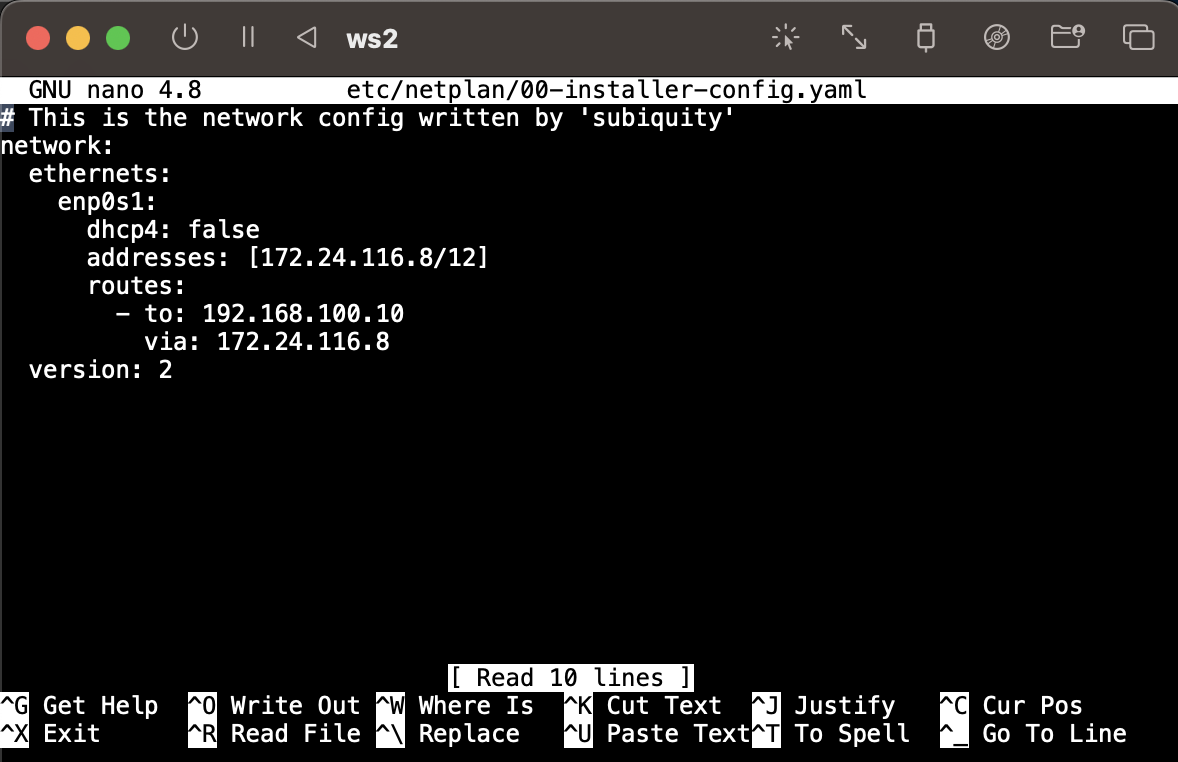 ws2
GNU nano 4.8 etc/netplan/00-installer-config.yaml
# This is the network config written by 'subiquity'
network:
  ethernets:
    enp0s1:
      dhcp4: false
      addresses: [172.24.116.8/12]
      routes:
        - to: 192.168.100.10
          via: 172.24.116.8
  version: 2
[ Read 10 lines ]
^G Get Help ^O Write Out ^W Where Is ^K Cut Text ^J Justify ^C Cur Pos
^X Exit ^R Read File ^\ Replace ^U Paste Text^T To Spell ^_ Go To Line